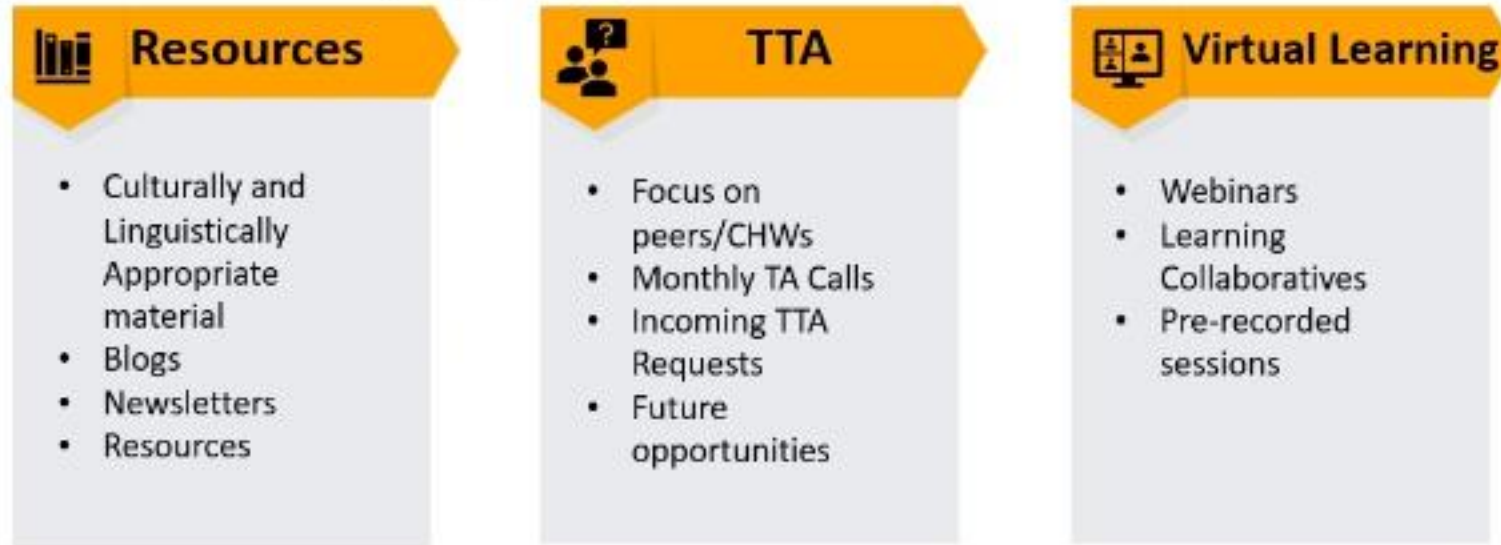 Resources
• Culturally and
Linguistically
Appropriate
material
• Blogs
• Newsletters
• Resources
TTA
?
• Focus on
peers/CHWs
• Monthly TA Calls
• Incoming TTA
Requests
• Future
opportunities
Virtual Learning
• Webinars
• Learning
Collaboratives
• Pre-recorded
sessions